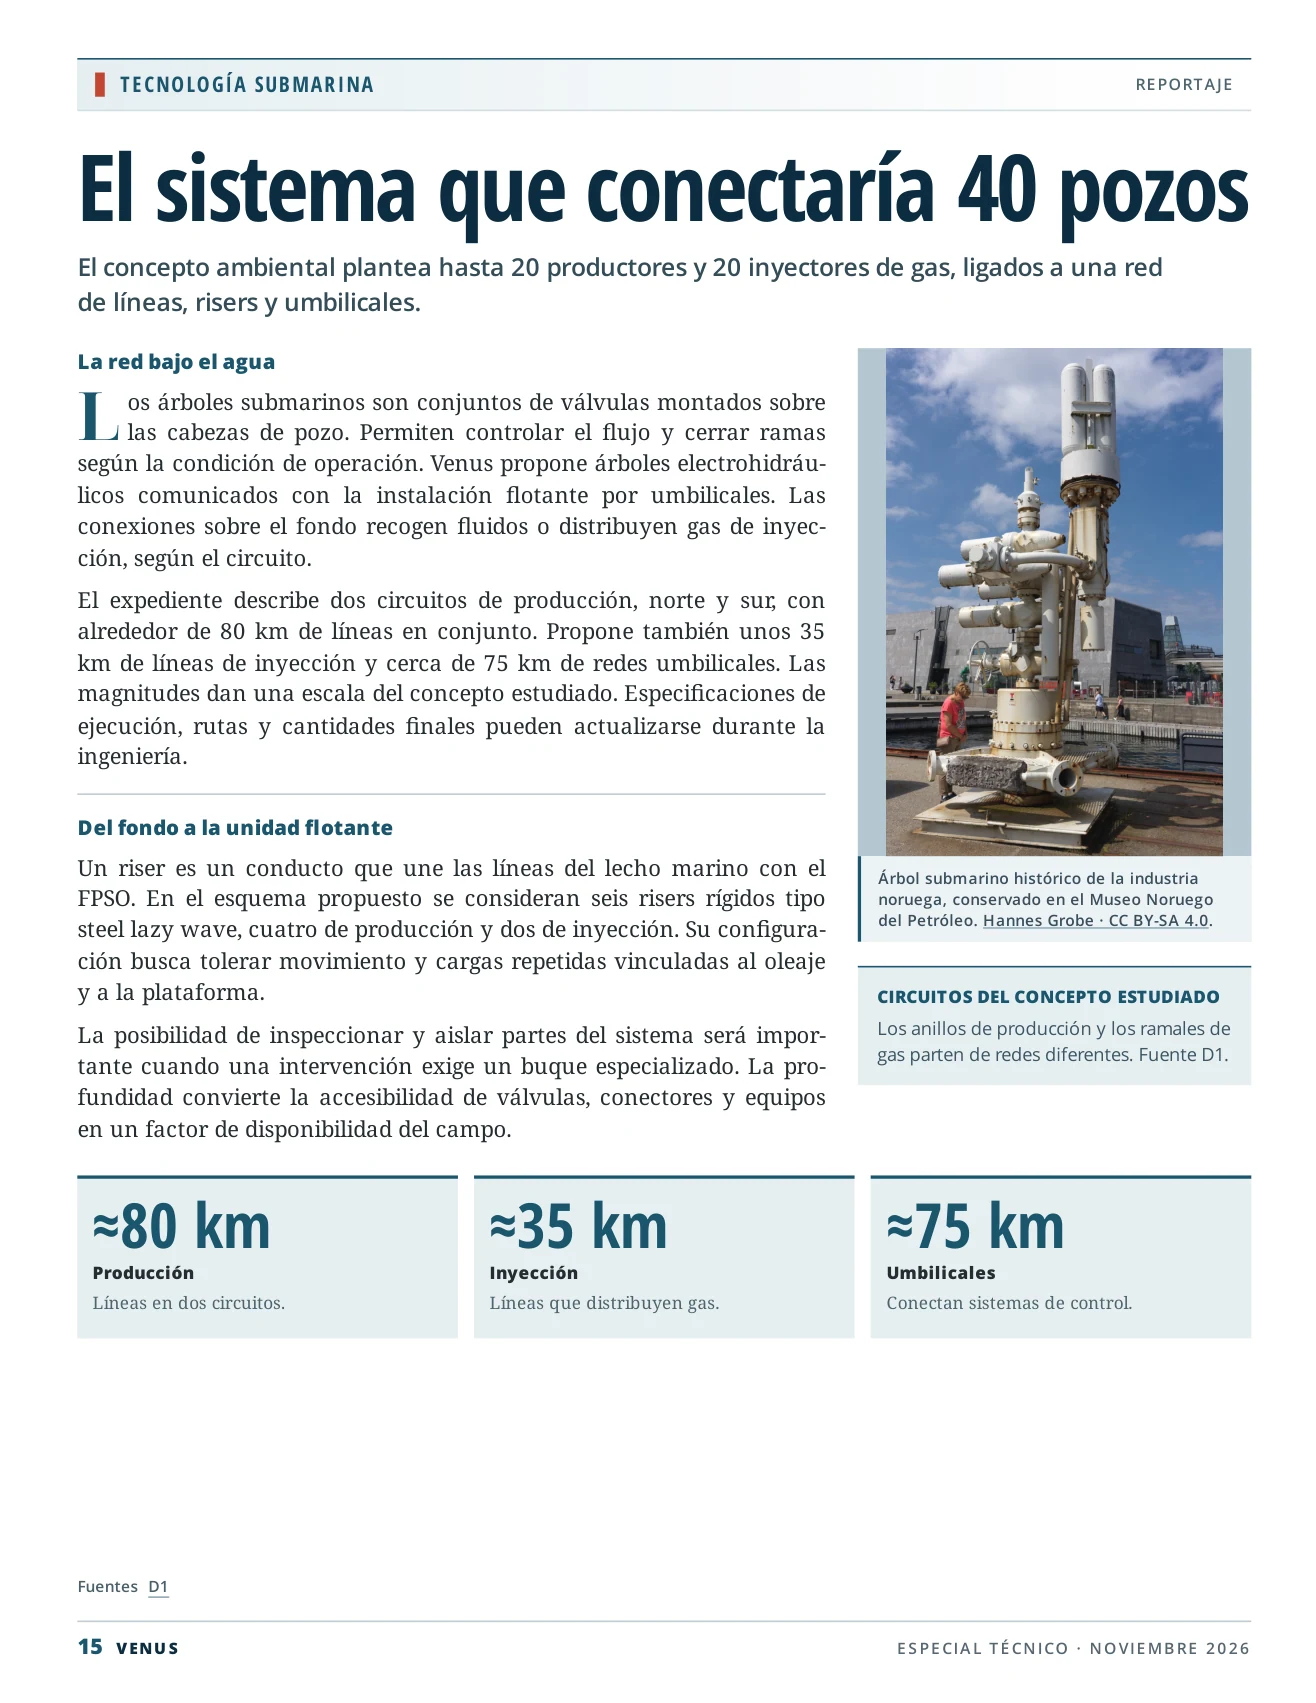 TECNOLOGÍA SUBMARINA
REPORTAJE
El sistema que conectaría 40 pozos
El concepto ambiental plantea hasta 20 productores y 20 inyectores de gas, ligados a una red
de líneas, risers y umbilicales.
La red bajo el agua
Los árboles submarinos son conjuntos de válvulas montados sobre
las cabezas de pozo. Permiten controlar el flujo y cerrar ramas
según la condición de operación. Venus propone árboles electrohidráu-
licos comunicados con la instalación flotante por umbilicales. Las
conexiones sobre el fondo recogen fluidos o distribuyen gas de inyec-
ción, según el circuito.
El expediente describe dos circuitos de producción, norte y sur, con
alrededor de 80 km de líneas en conjunto. Propone también unos 35
km de líneas de inyección y cerca de 75 km de redes umbilicales. Las
magnitudes dan una escala del concepto estudiado. Especificaciones de
ejecución, rutas y cantidades finales pueden actualizarse durante la
ingeniería.
Del fondo a la unidad flotante
Un riser es un conducto que une las líneas del lecho marino con el
FPSO. En el esquema propuesto se consideran seis risers rígidos tipo
steel lazy wave, cuatro de producción y dos de inyección. Su configura-
ción busca tolerar movimiento y cargas repetidas vinculadas al oleaje
y a la plataforma.
La posibilidad de inspeccionar y aislar partes del sistema será impor-
tante cuando una intervención exige un buque especializado. La pro-
fundidad convierte la accesibilidad de válvulas, conectores y equipos
en un factor de disponibilidad del campo.
Árbol submarino histórico de la industria
noruega, conservado en el Museo Noruego
del Petróleo. Hannes Grobe · CC BY-SA 4.0.
CIRCUITOS DEL CONCEPTO ESTUDIADO
Los anillos de producción y los ramales de
gas parten de redes diferentes. Fuente D1.
≈80 km
Producción
Líneas en dos circuitos.
≈35 km
Inyección
Líneas que distribuyen gas.
≈75 km
Umbilicales
Conectan sistemas de control.
Fuentes D1
15 VENUS
ESPECIAL TÉCNICO · NOVIEMBRE 2026